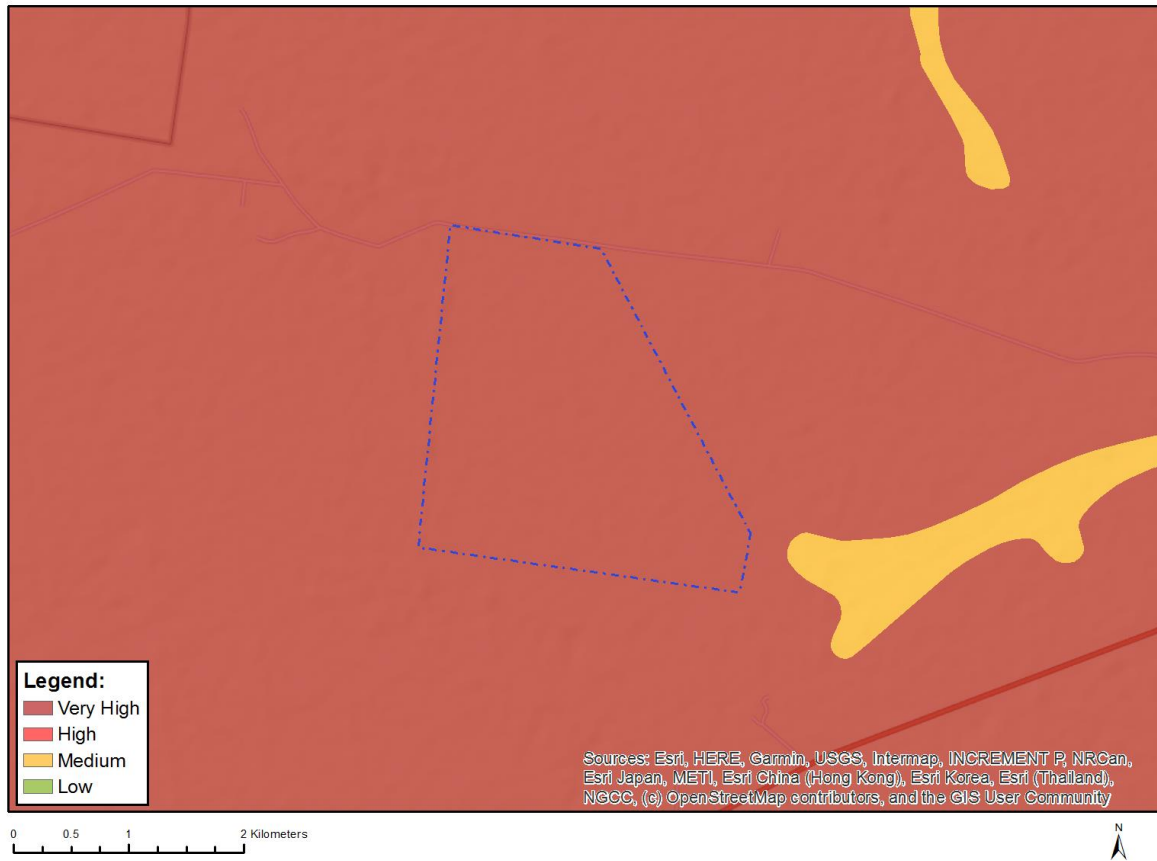 Legend:
Very High
High
Medium
Low
Sources: Esri, HERE, Garmin, USGS, Intermap, INCREMENT P, NRCan,
Esri Japan, METI, Esri China (Hong Kong), Esri Korea, Esri (Thailand),
NGCC, (c) OpenStreetMap contributors, and the GIS User Community
0 0.5 1 2 Kilometers
N